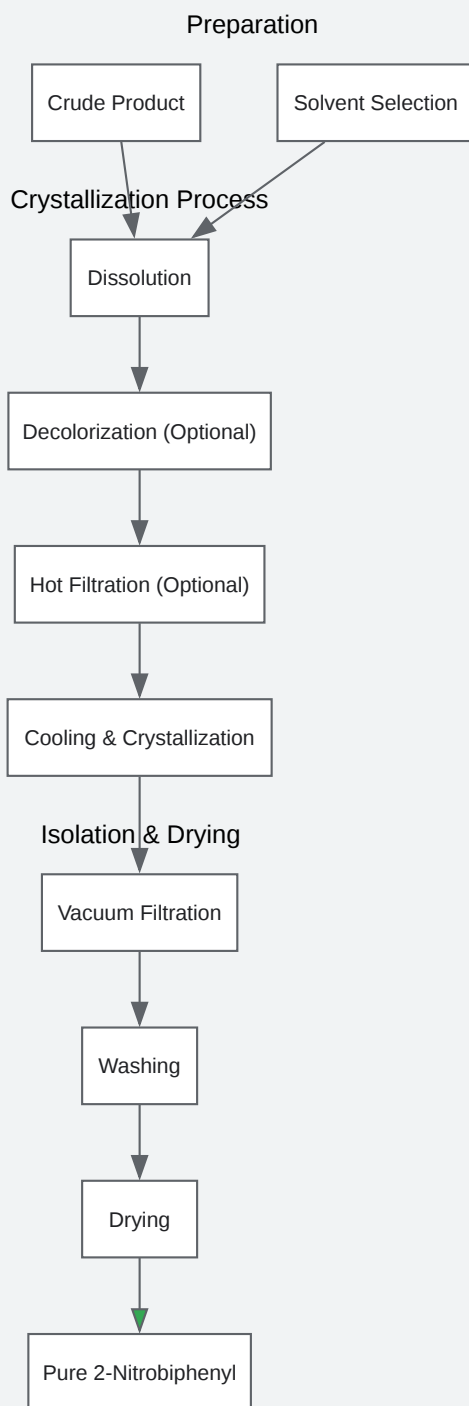 Preparation
Crude Product
Solvent Selection
Crystallization Process
Dissolution
Decolorization (Optional)
Hot Filtration (Optional)
Cooling & Crystallization
Isolation & Drying
Vacuum Filtration
Washing
Drying
Pure 2-Nitrobiphenyl